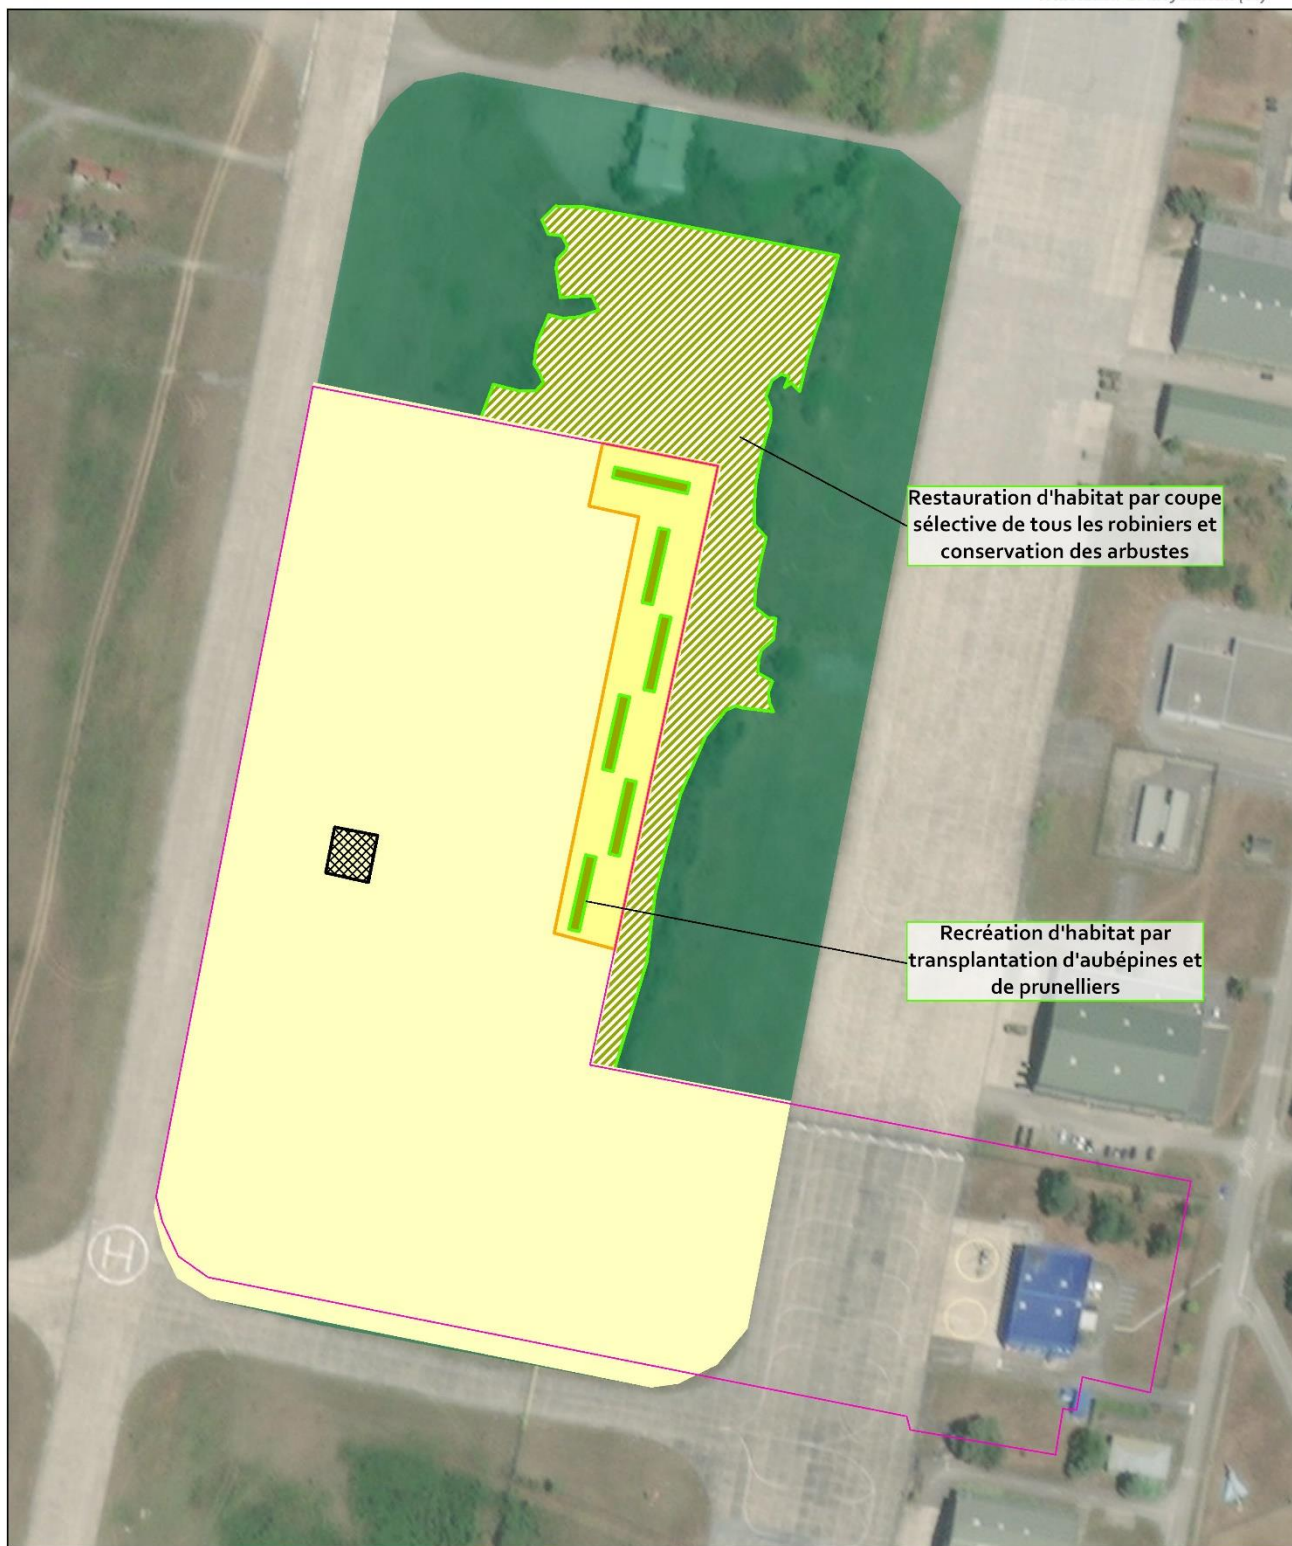 Restauration d'habitat par coupe
sélective de tous les robiniers et
conservation des arbustes
Recréation d'habitat par
transplantation d'aubépines et
de prunelliers
H